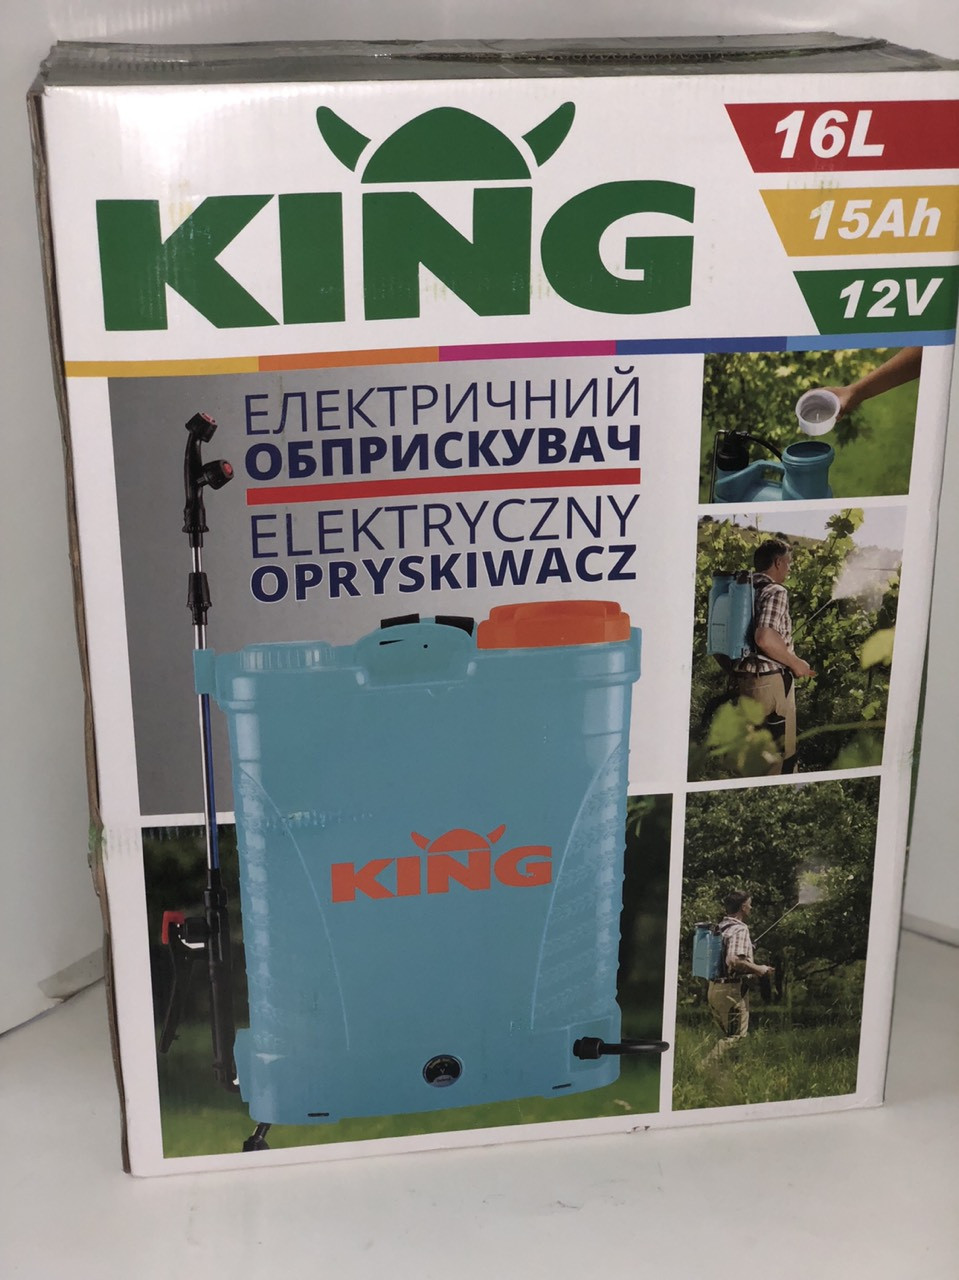 KING
16L
15Ah
12V
ЕЛЕКТРИЧНИЙ
ОБПРИСКУВАЧ
ELEKTRYCZNY
OPRYSKIWACZ
KING